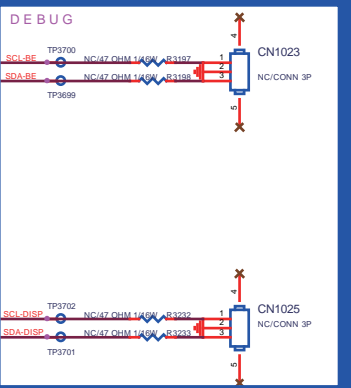 DEBUG
4
TP3700
CN1023
SCL-BE
NC/47 OHM 1/16W R3197
1
2
SDA-BE
NC/47 OHM 1/16W R3198
3
NC/CONN 3P
TP3699
5
4
TP3702
CN1025
SCL-DISP
NC/47 OHM 1/16W R3232
1
2
NC/CONN 3P
SDA-DISP
NC/47 OHM 1/16W R3233
3
TP3701
5